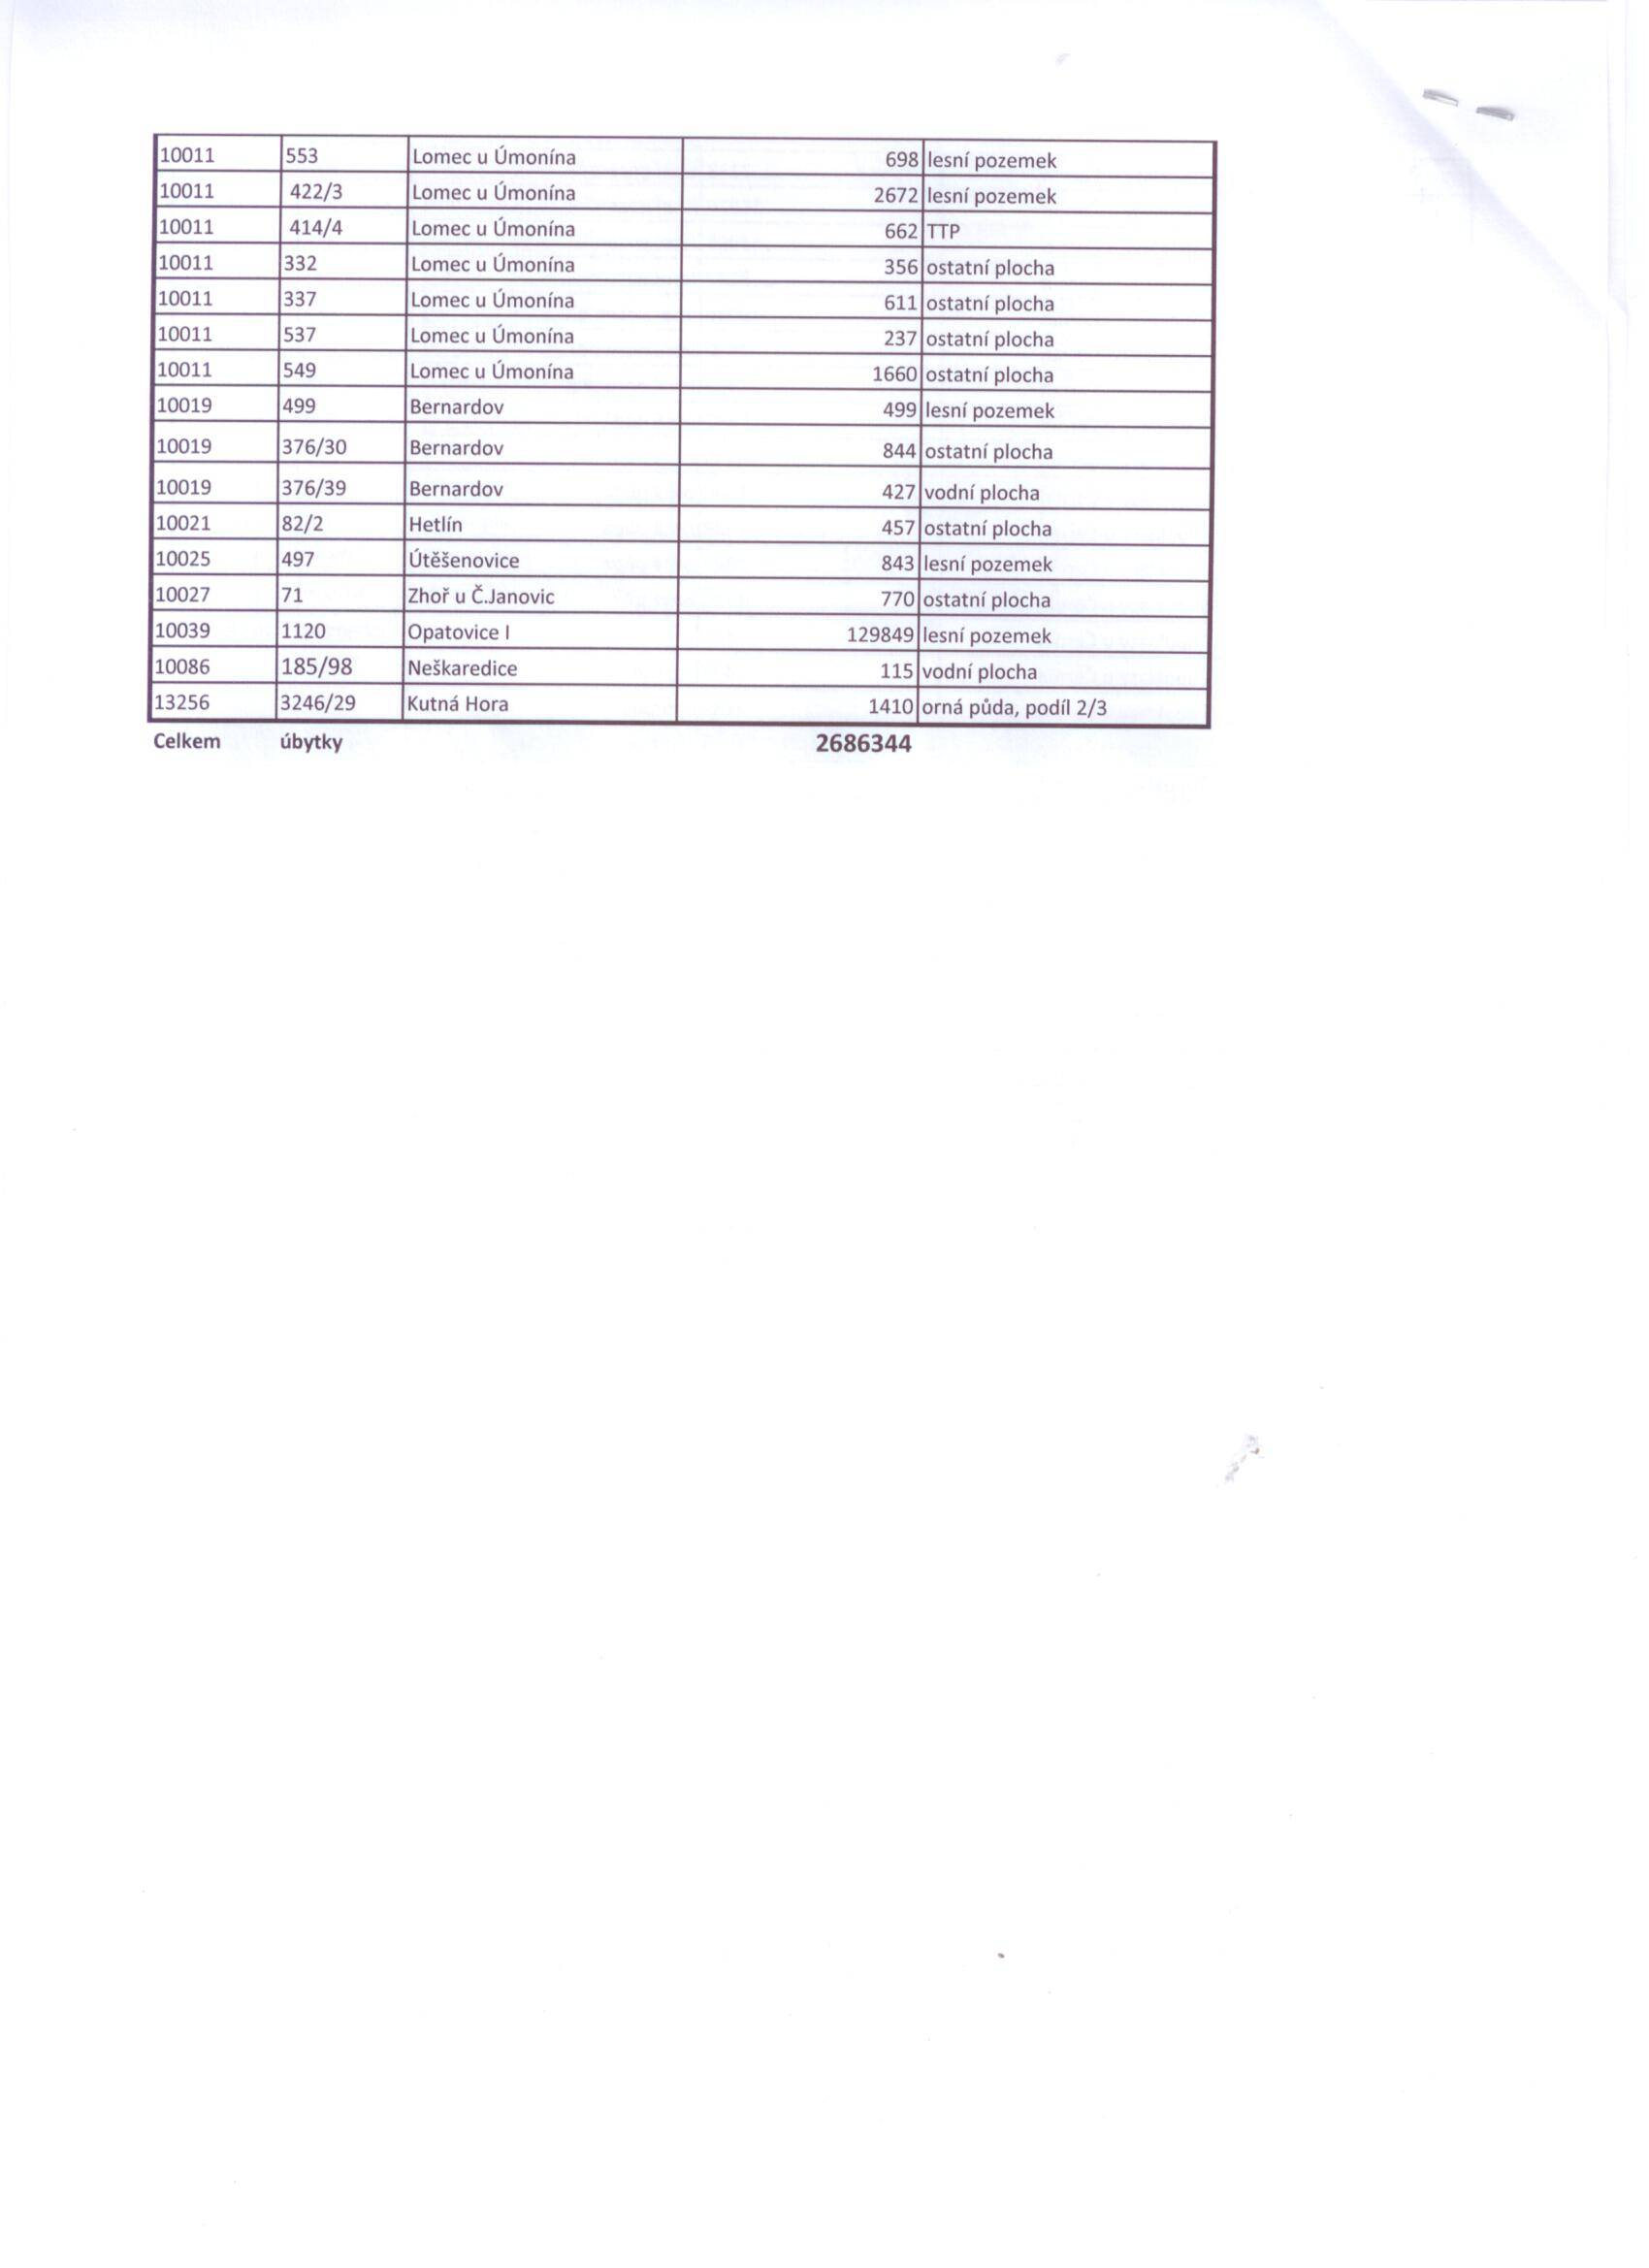 10011 553 Lomec u Úmonína 698 lesní pozemek
10011 422/3 Lomec u Úmonína 2672 lesní pozemek
10011 414/4 Lomec u Úmonína 662 TTP
10011 332 Lomec u Úmonína 356 ostatní plocha
10011 337 Lomec u Úmonína 611 ostatní plocha
10011 537 Lomec u Úmonína 237 ostatní plocha
10011 549 Lomec u Úmonína 1660 ostatní plocha
10019 499 Bernardov 499 lesní pozemek
10019 376/30 Bernardov 844 ostatní plocha
10019 376/39 Bernardov 427 vodní plocha
10021 82/2 Hetlín 457 ostatní plocha
10025 497 Útěšenovice 843 lesní pozemek
10027 71 Zhoř u Č.Janovic 770 ostatní plocha
10039 1120 Opatovice I 129849 lesní pozemek
10086 185/98 Neškaredice 115 vodní plocha
13256 3246/29 Kutná Hora 1410 orná půda, podíl 2/3
Celkem úbytky 2686344